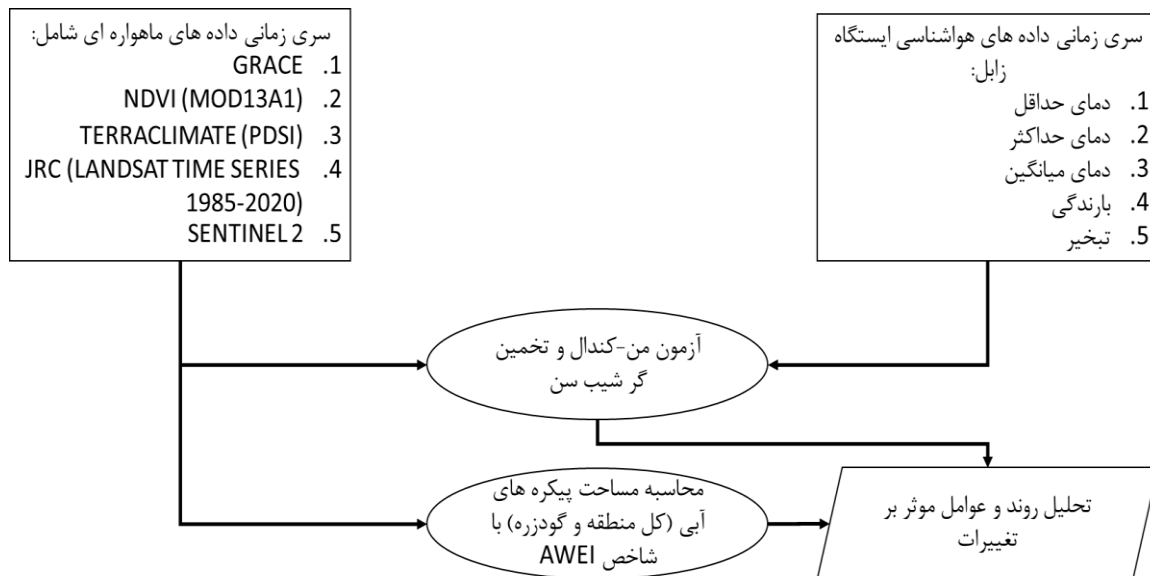 سری زمانی داده های هواشناسی ایستگاه
زابل:
1. دمای حداقل
2. دمای حداکثر
3. دمای میانگین
4. بارندگی
5. تبخیر
سری زمانی داده های ماهواره ای شامل:
1. GRACE
2. NDVI (MOD13A1)
3. TERRACLIMATE (PDSI)
4. JRC (LANDSAT TIME SERIES
1985-2020)
5. SENTINEL 2
آزمون من-کندال و تخمین
گر شیب سن
محاسبه مساحت پیکره های
آبی (کل منطقه و گودزره) با
شاخص AWEI
تحلیل روند و عوامل موثر بر
تغییرات